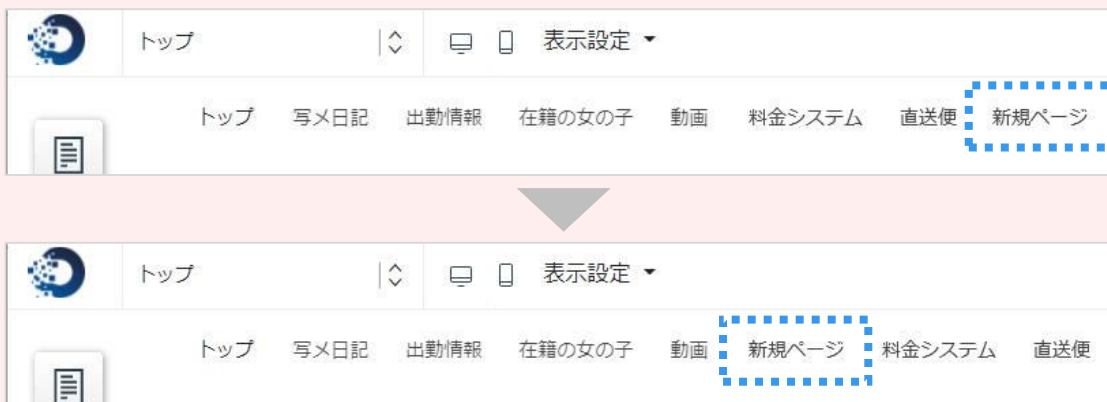 トップ 表示設定
トップ 写メ日記 出勤情報 在籍の女の子 動画 料金システム 直送便 新規ページ
トップ 表示設定
トップ 写メ日記 出勤情報 在籍の女の子 動画 新規ページ 料金システム 直送便